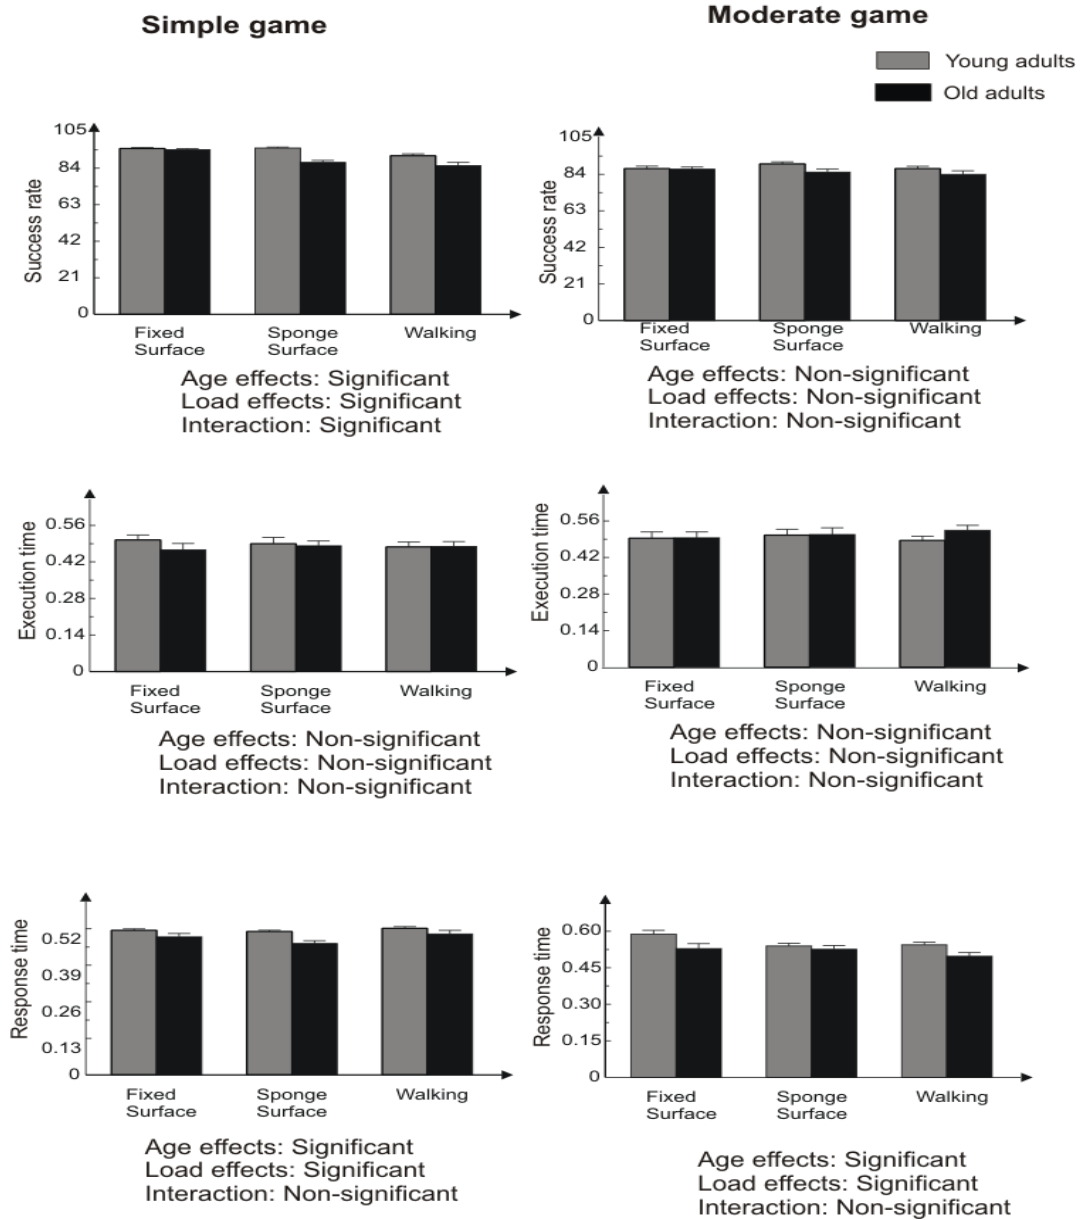 Simple game
Moderate game
Young adults
Old adults
Success rate
105
84
63
42
21
0
Fixed Surface
Sponge Surface
Walking
Age effects: Significant
Load effects: Significant
Interaction: Significant
Success rate
105
84
63
42
21
0
Fixed Surface
Sponge Surface
Walking
Age effects: Non-significant
Load effects: Non-significant
Interaction: Non-significant
Execution time
0.56
0.42
0.28
0.14
0
Fixed Surface
Sponge Surface
Walking
Age effects: Non-significant
Load effects: Non-significant
Interaction: Non-significant
Execution time
0.56
0.42
0.28
0.14
0
Fixed Surface
Sponge Surface
Walking
Age effects: Non-significant
Load effects: Non-significant
Interaction: Non-significant
Response time
0.52
0.39
0.26
0.13
0
Fixed Surface
Sponge Surface
Walking
Age effects: Significant
Load effects: Significant
Interaction: Non-significant
Response time
0.60
0.45
0.30
0.15
0
Fixed Surface
Sponge Surface
Walking
Age effects: Significant
Load effects: Significant
Interaction: Non-significant